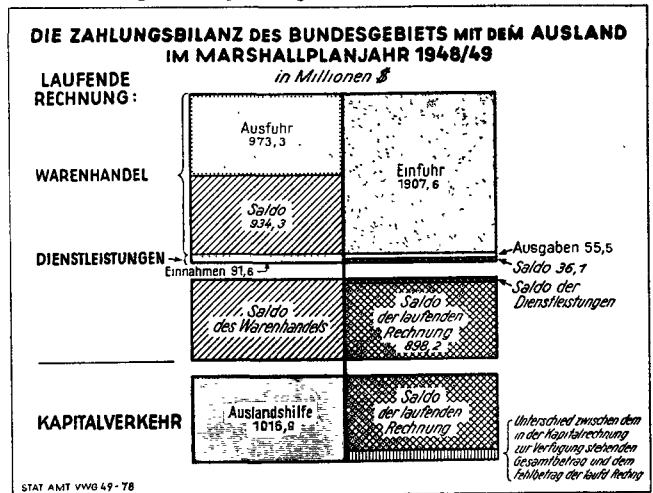 DIE ZAHLUNGSBILANZ DES BUNDESGEBIETS MIT DEM AUSLAND
IM MARSHALLPLANJAHR 1948/49
in Millionen $
LAUFENDE
RECHNUNG:
WARENHANDEL
Ausfuhr
973,3
Einfuhr
1907,6
Saldo
934,3
DIENSTLEISTUNGEN
Einnahmen 91,6
Ausgaben 55,5
Saldo 36,1
Saldo der
Dienstleistungen
Saldo
des Warenhandels
Saldo
der laufenden
Rechnung
898,2
KAPITALVERKEHR
Auslandshilfe
1016,9
Saldo
der laufenden
Rechnung
Unterschied zwischen dem
in der Kapitalrechnung
zur Verfügung stehenden
Gesamtbetrag und dem
Fehlbetrag der laufd Rechng
STAT AMT VWG 49-78